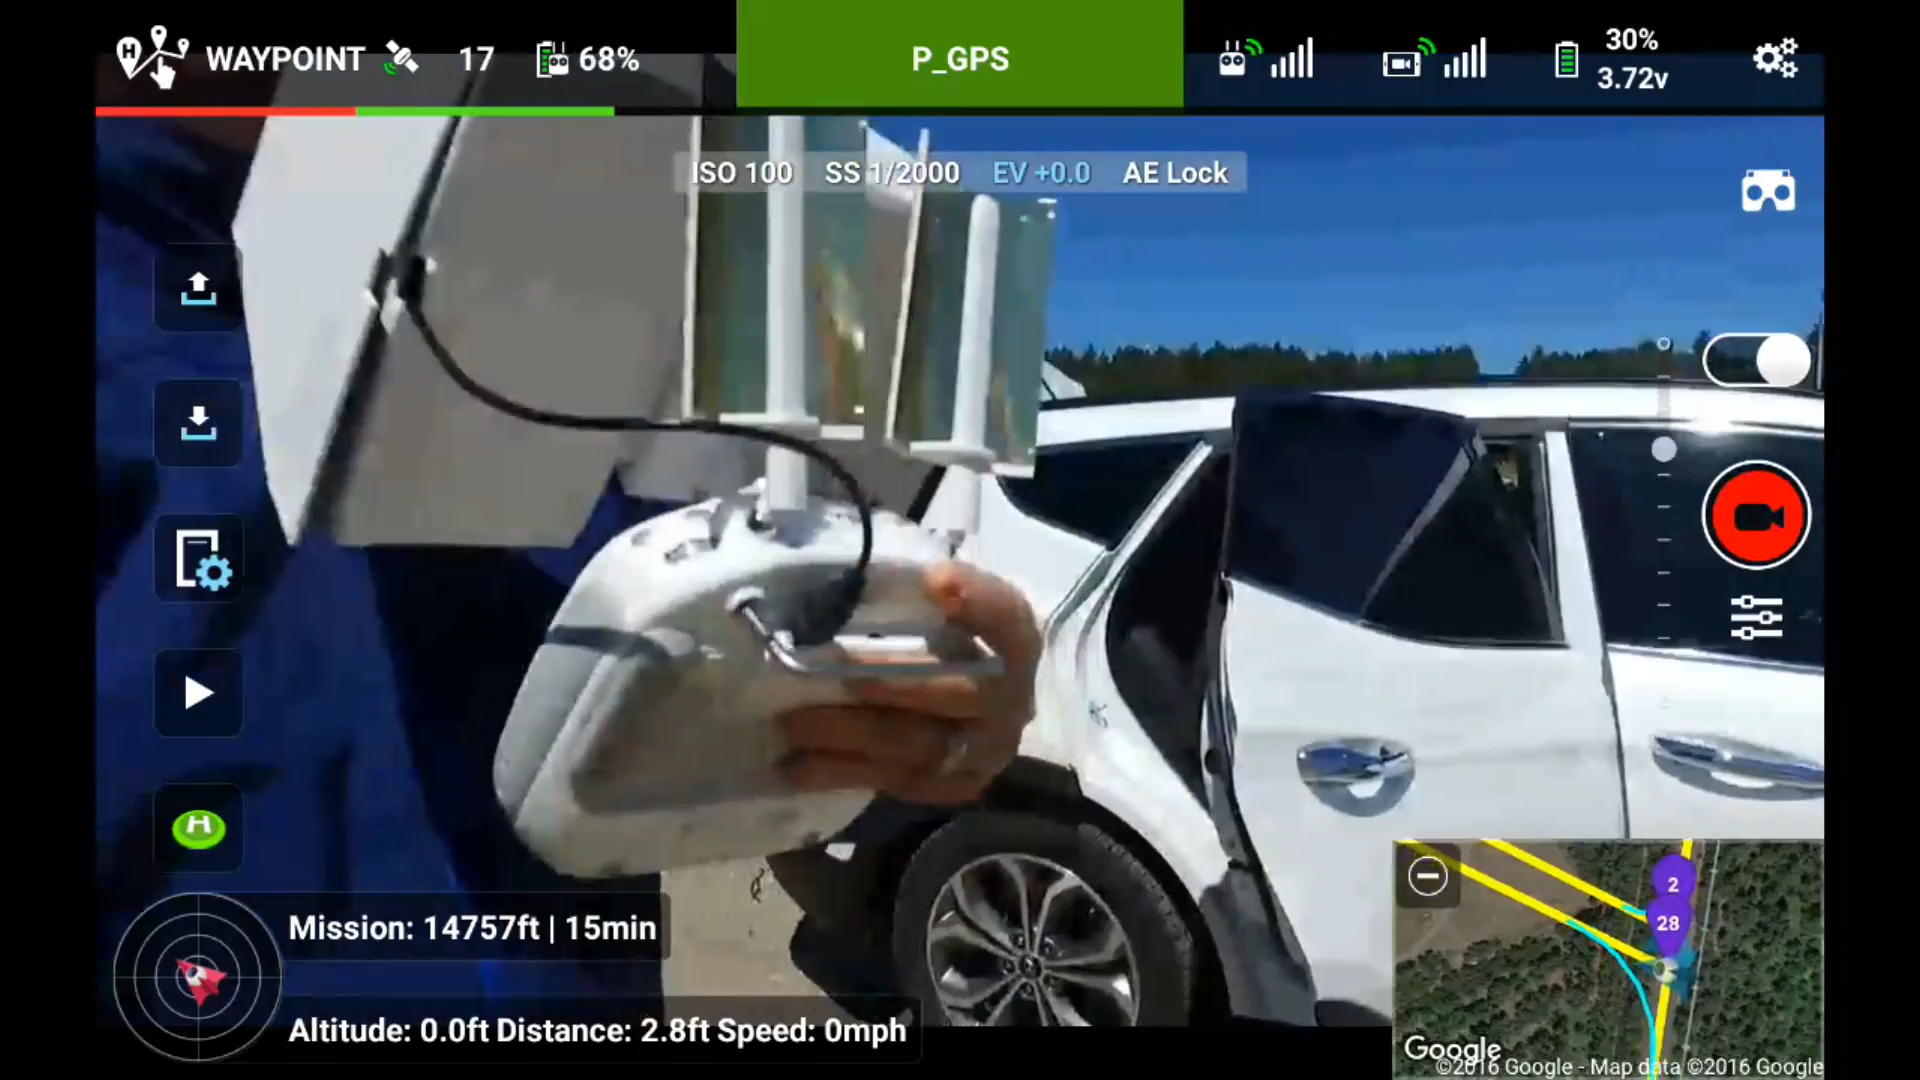 WAYPOINT 17 68% P_GPS 30%
3.72v
ISO 100 SS 1/2000 EV +0.0 AE Lock
H
Mission: 14757ft | 15min
Altitude: 0.0ft Distance: 2.8ft Speed: 0mph
2
28
Google
©2016 Google - Map data ©2016 Google